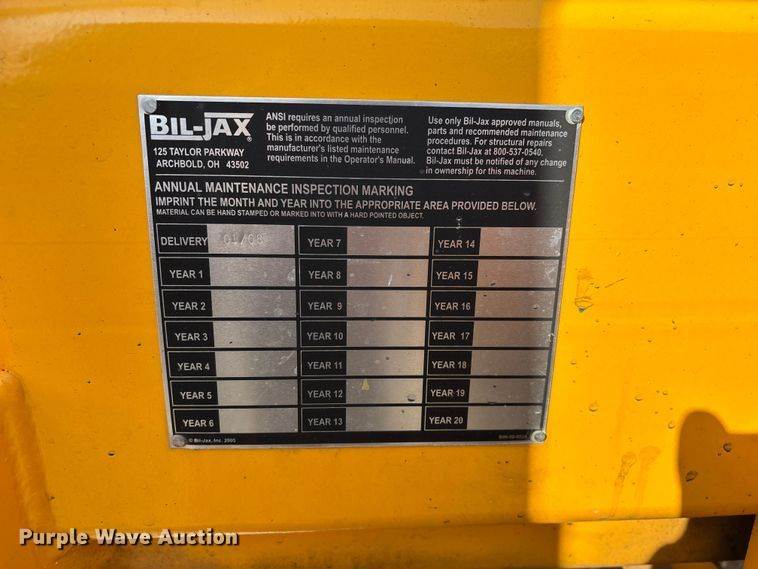 BIL-JAX®
125 TAYLOR PARKWAY
ARCHBOLD, OH 43502
ANSI requires an annual inspection
be performed by qualified personnel.
This is in accordance with the
manufacturer's listed maintenance
requirements in the Operator's Manual.
Use only Bil-Jax approved manuals,
parts and recommended maintenance
procedures. For structural repairs
contact Bil-Jax at 800-537-0540.
Bil-Jax must be notified of any change
in ownership for this machine.
ANNUAL MAINTENANCE INSPECTION MARKING
IMPRINT THE MONTH AND YEAR INTO THE APPROPRIATE AREA PROVIDED BELOW.
MATERIAL CAN BE HAND STAMPED OR MARKED INTO WITH A HARD POINTED OBJECT.
DELIVERY 01/08 YEAR 7 YEAR 14
YEAR 1 YEAR 8 YEAR 15
YEAR 2 YEAR 9 YEAR 16
YEAR 3 YEAR 10 YEAR 17
YEAR 4 YEAR 11 YEAR 18
YEAR 5 YEAR 12 YEAR 19
YEAR 6 YEAR 13 YEAR 20
© Bil-Jax, Inc. 2005
Purple Wave Auction